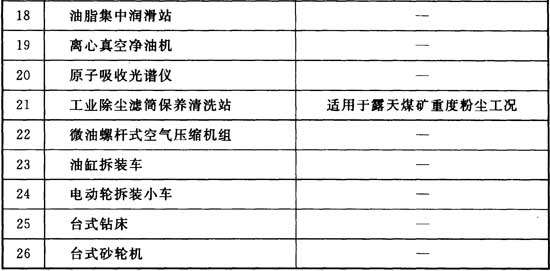 18 油脂集中润滑站 —
19 离心真空净油机 —
20 原子吸收光谱仪 —
21 工业除尘滤筒保养清洗站 适用于露天煤矿重度粉尘工况
22 微油螺杆式空气压缩机组 —
23 油缸拆装车 —
24 电动轮拆装小车 —
25 台式钻床 —
26 台式砂轮机 —